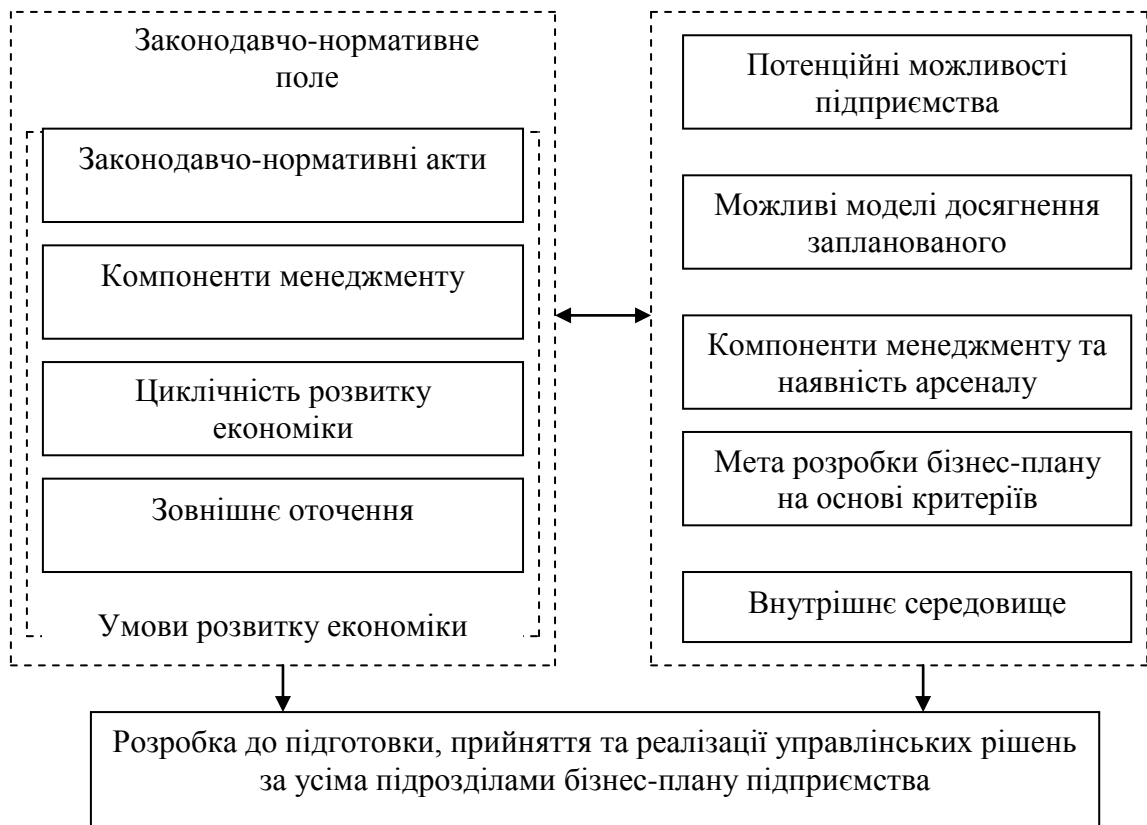 Законодавчо-нормативне
поле
Законодавчо-нормативні акти
Компоненти менеджменту
Циклічність розвитку
економіки
Зовнішнє оточення
Умови розвитку економіки
Потенційні можливості
підприємства
Можливі моделі досягнення
запланованого
Компоненти менеджменту та
наявність арсеналу
Мета розробки бізнес-плану
на основі критеріїв
Внутрішнє середовище
Розробка до підготовки, прийняття та реалізації управлінських рішень
за усіма підрозділами бізнес-плану підприємства